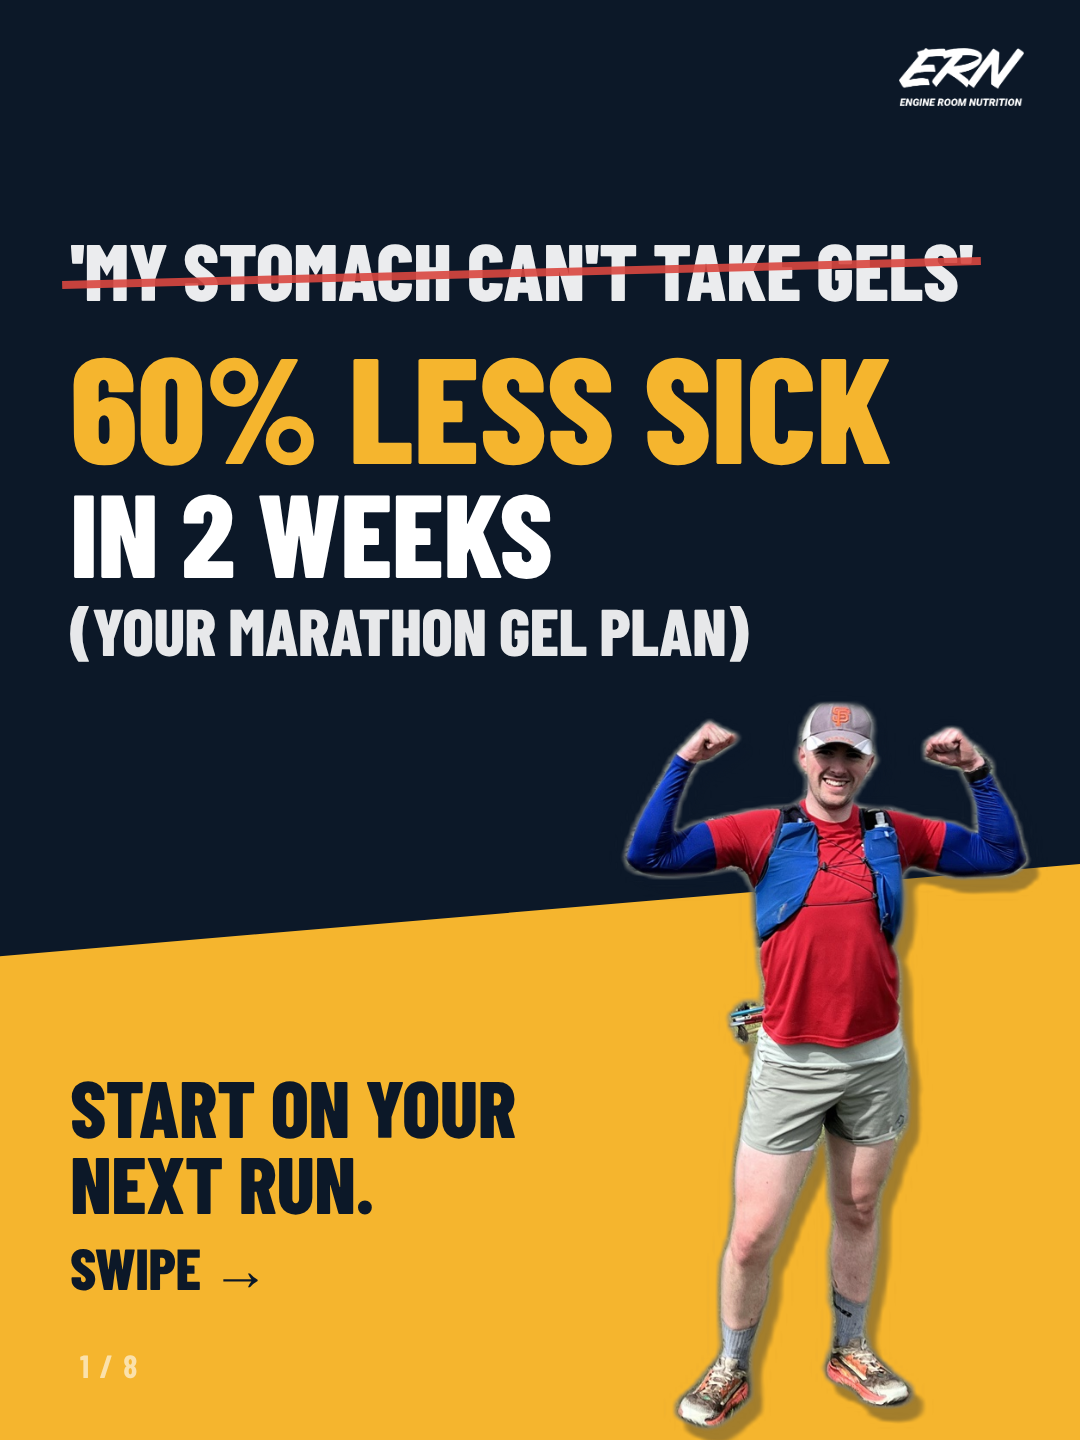 ERN
ENGINE ROOM NUTRITION
'MY STOMACH CAN'T TAKE GELS'
60% LESS SICK
IN 2 WEEKS
(YOUR MARATHON GEL PLAN)
START ON YOUR
NEXT RUN.
SWIPE →
1 / 8